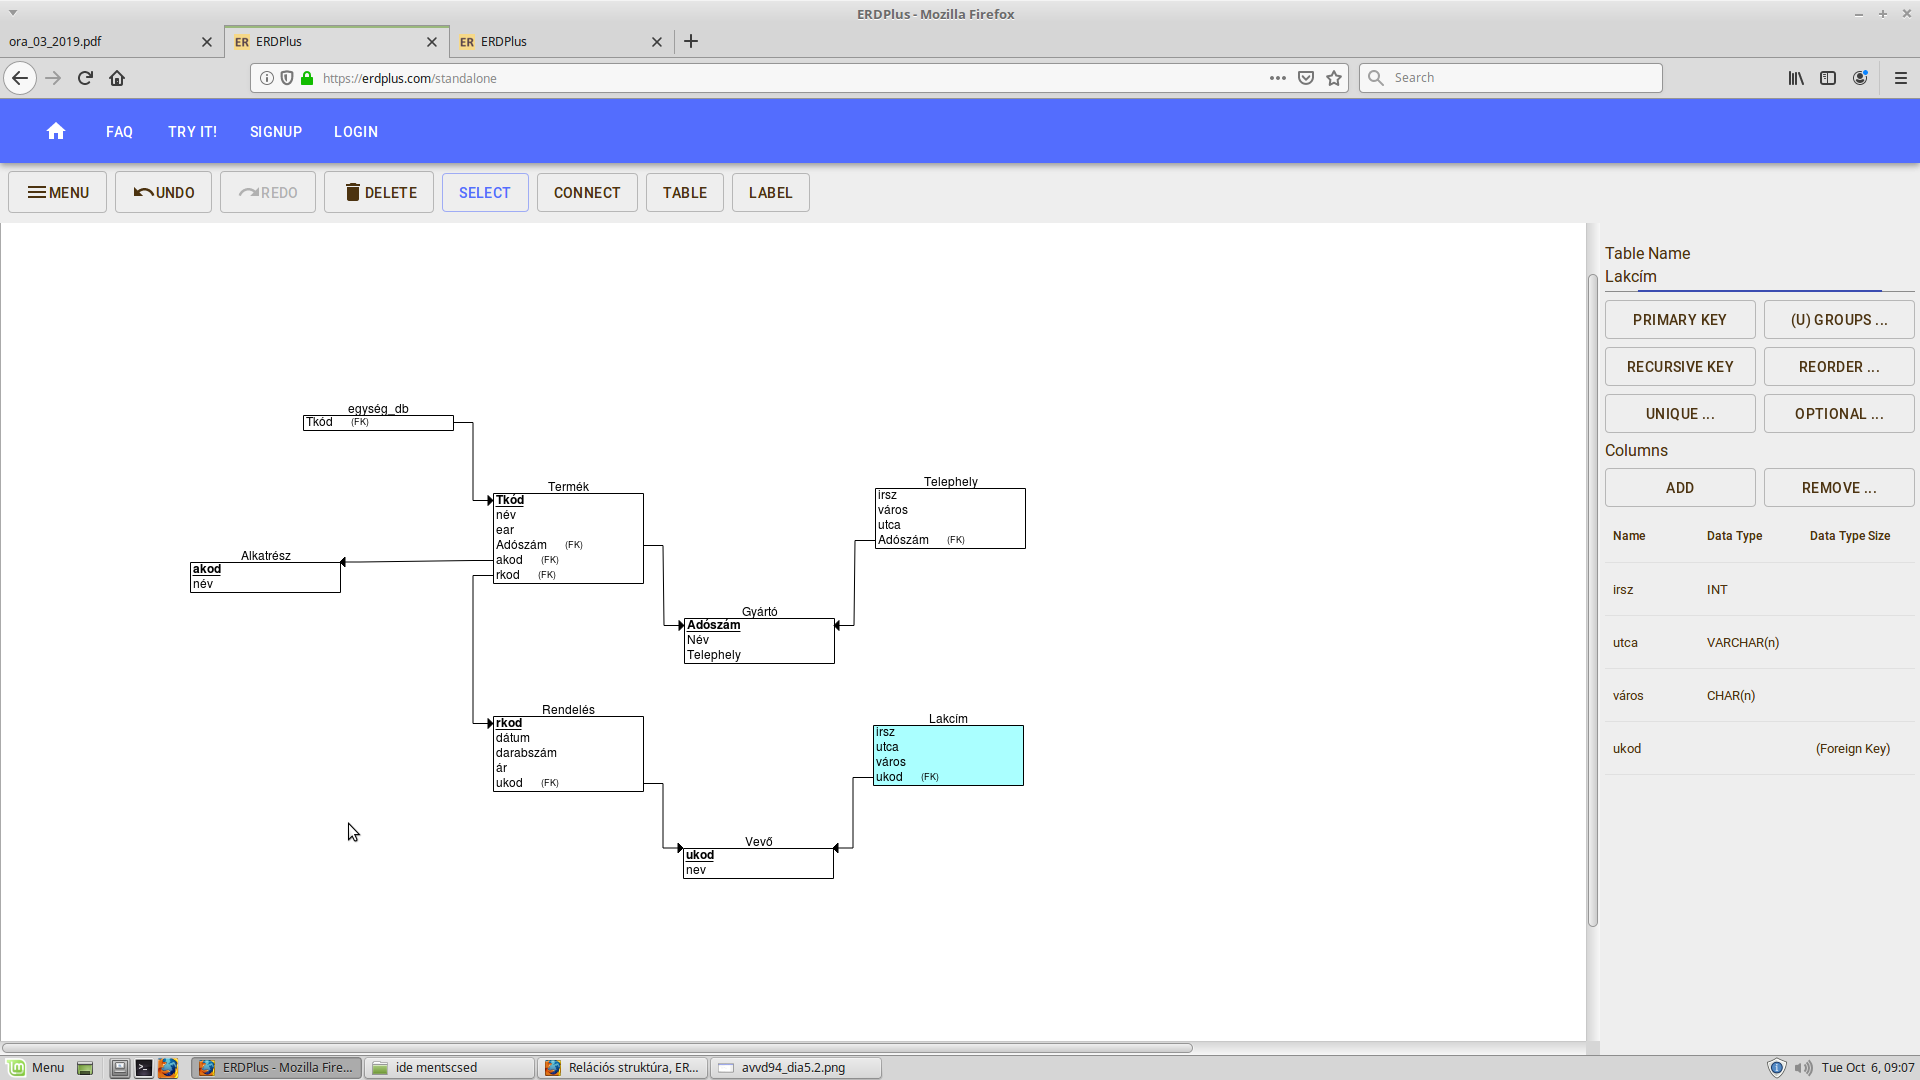 ERDPlus - Mozilla Firefox
ora_03_2019.pdf
ER ERDPlus
ER ERDPlus
https://erdplus.com/standalone
Search
FAQ TRY IT! SIGNUP LOGIN
MENU UNDO REDO DELETE SELECT CONNECT TABLE LABEL
egység_db
Tkód (FK)
Termék
Tkód
név
ear
Adószám (FK)
akod (FK)
rkod (FK)
Telephely
irsz
város
utca
Adószám (FK)
Alkatrész
akod
név
Gyártó
Adószám
Név
Telephely
Rendelés
rkod
dátum
darabszám
ár
ukod (FK)
Lakcím
irsz
utca
város
ukod (FK)
Vevő
ukod
nev
Table Name
Lakcím
PRIMARY KEY (U) GROUPS ...
RECURSIVE KEY REORDER ...
UNIQUE ... OPTIONAL ...
Columns
ADD REMOVE ...
Name Data Type Data Type Size
irsz INT
utca VARCHAR(n)
város CHAR(n)
ukod (Foreign Key)
Menu ERDPlus - Mozilla Fire... ide mentscsed Relációs struktúra, ER... avvd94_dia5.2.png Tue Oct 6, 09:07